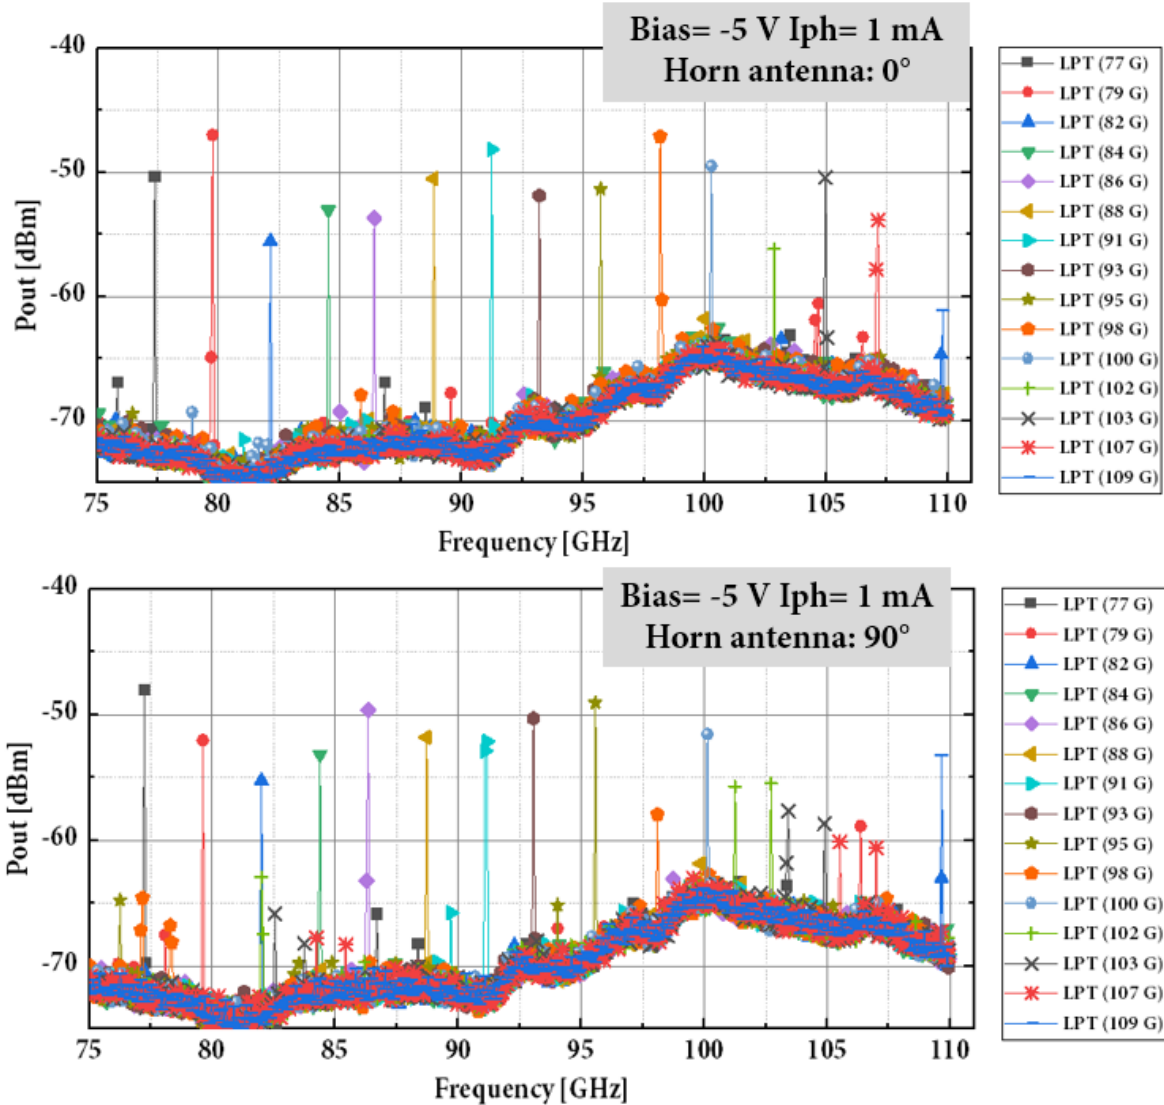 Bias= -5 V Iph= 1 mA
Horn antenna: 0°
-40
-50
-60
-70
Pout [dBm]
75
80
85
90
95
100
105
110
Frequency [GHz]
LPT (77 G)
LPT (79 G)
LPT (82 G)
LPT (84 G)
LPT (86 G)
LPT (88 G)
LPT (91 G)
LPT (93 G)
LPT (95 G)
LPT (98 G)
LPT (100 G)
LPT (102 G)
LPT (103 G)
LPT (107 G)
LPT (109 G)
Bias= -5 V Iph= 1 mA
Horn antenna: 90°
-40
-50
-60
-70
Pout [dBm]
75
80
85
90
95
100
105
110
Frequency [GHz]
LPT (77 G)
LPT (79 G)
LPT (82 G)
LPT (84 G)
LPT (86 G)
LPT (88 G)
LPT (91 G)
LPT (93 G)
LPT (95 G)
LPT (98 G)
LPT (100 G)
LPT (102 G)
LPT (103 G)
LPT (107 G)
LPT (109 G)